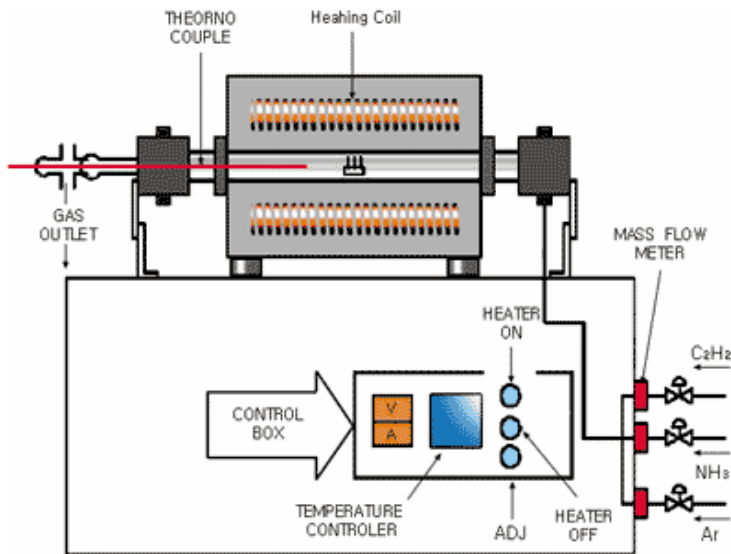 THEORNO
COUPLE
Heahing Coil
GAS
OUTLET
MASS FLOW
METER
HEATER
ON
C₂H₂
CONTROL
BOX
V
A
NH₃
TEMPERATURE
CONTROLER
ADJ
HEATER
OFF
Ar